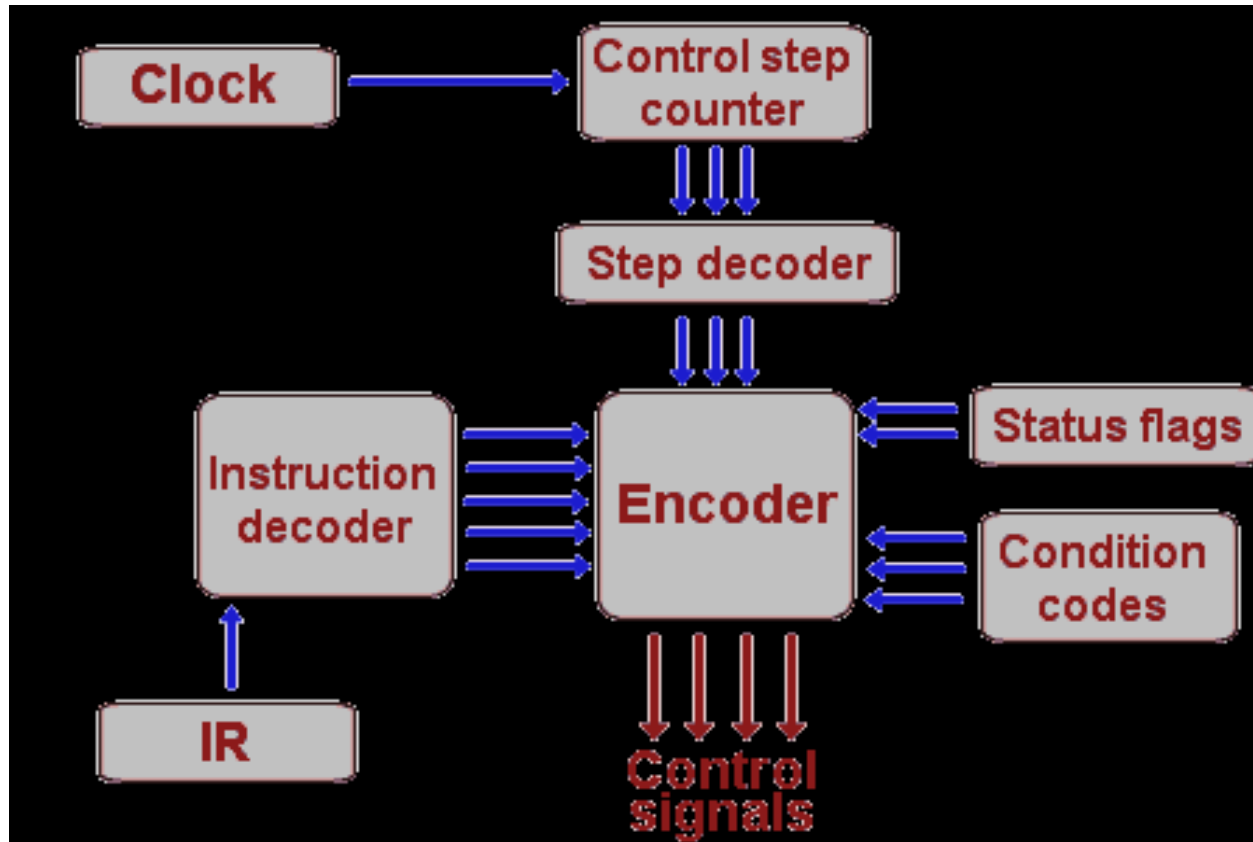 Clock
Control step
counter
Step decoder
Instruction
decoder
Encoder
Status flags
Condition
codes
IR
Control
signals